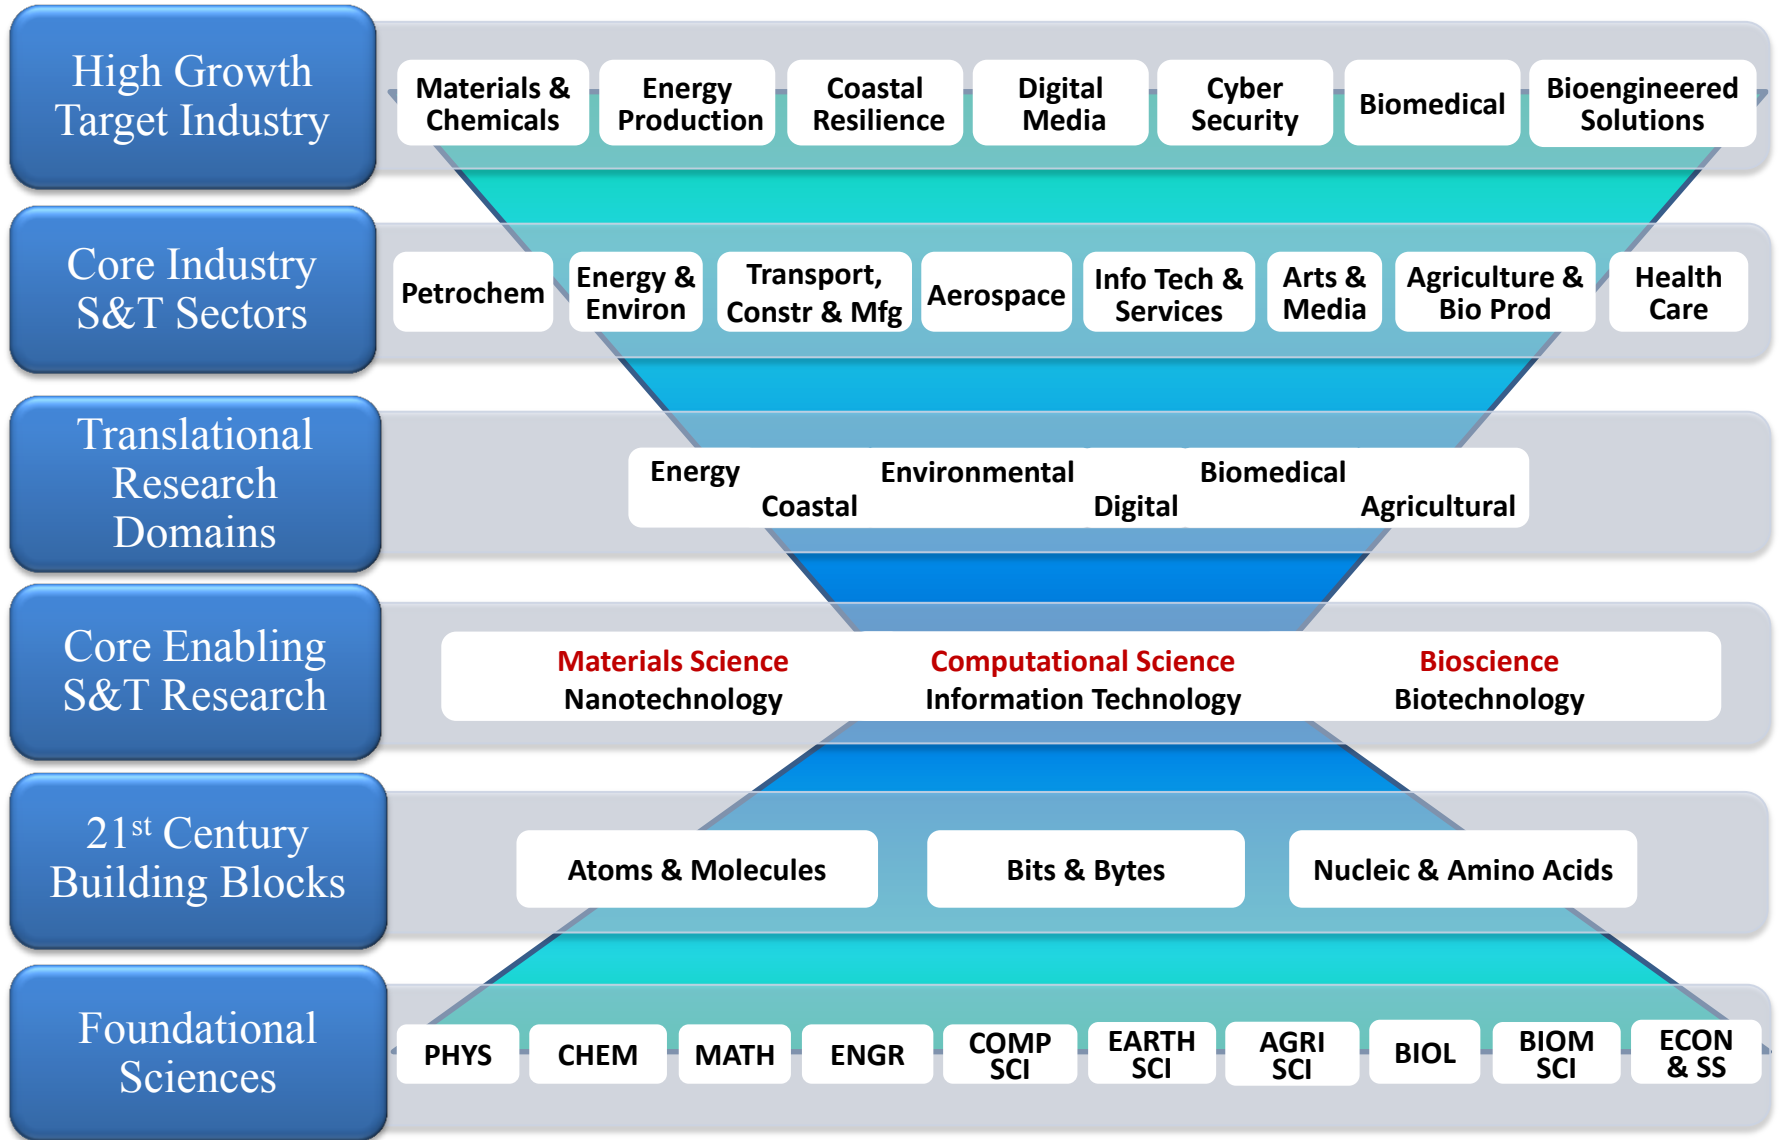 High Growth
Target Industry
Materials &
Chemicals
Energy
Production
Coastal
Resilience
Digital
Media
Cyber
Security
Biomedical
Bioengineered
Solutions
Core Industry
S&T Sectors
Petrochem
Energy &
Environ
Transport,
Constr & Mfg
Aerospace
Info Tech &
Services
Arts &
Media
Agriculture &
Bio Prod
Health
Care
Translational
Research
Domains
Energy
Coastal
Environmental
Digital
Biomedical
Agricultural
Core Enabling
S&T Research
Materials Science
Nanotechnology
Computational Science
Information Technology
Bioscience
Biotechnology
21st Century
Building Blocks
Atoms & Molecules
Bits & Bytes
Nucleic & Amino Acids
Foundational
Sciences
PHYS
CHEM
MATH
ENGR
COMP
SCI
EARTH
SCI
AGRI
SCI
BIOL
BIOM
SCI
ECON
& SS